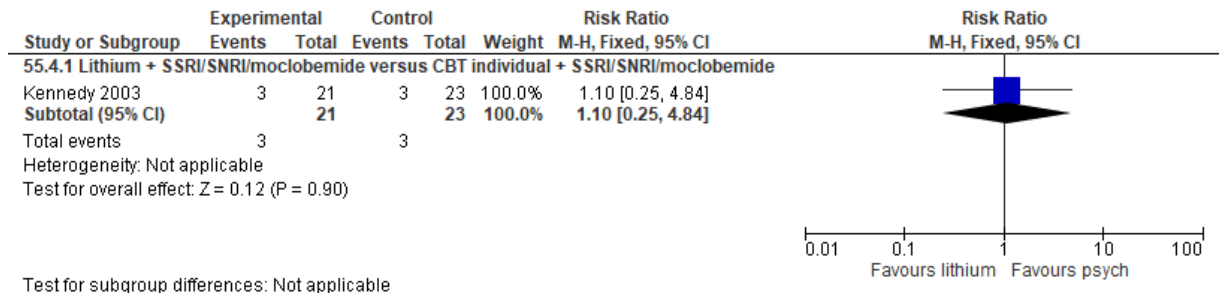 Experimental Control Risk Ratio Risk Ratio
Study or Subgroup Events Total Events Total Weight M-H, Fixed, 95% CI M-H, Fixed, 95% CI
55.4.1 Lithium + SSRI/SNRI/moclobemide versus CBT individual + SSRI/SNRI/moclobemide
Kennedy 2003 3 21 3 23 100.0% 1.10 [0.25, 4.84]
Subtotal (95% CI) 21 23 100.0% 1.10 [0.25, 4.84]
Total events 3 3
Heterogeneity: Not applicable
Test for overall effect: Z = 0.12 (P = 0.90)
0.01 0.1 1 10 100
Favours lithium Favours psych
Test for subgroup differences: Not applicable